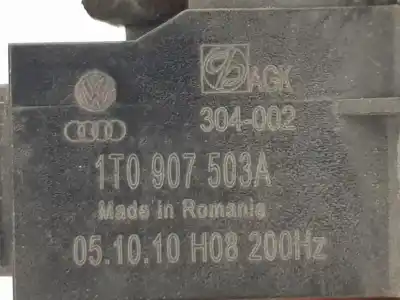 AGK
304-002
1T0 907 503A
Made in Romania
05.10.10 H08 200Hz